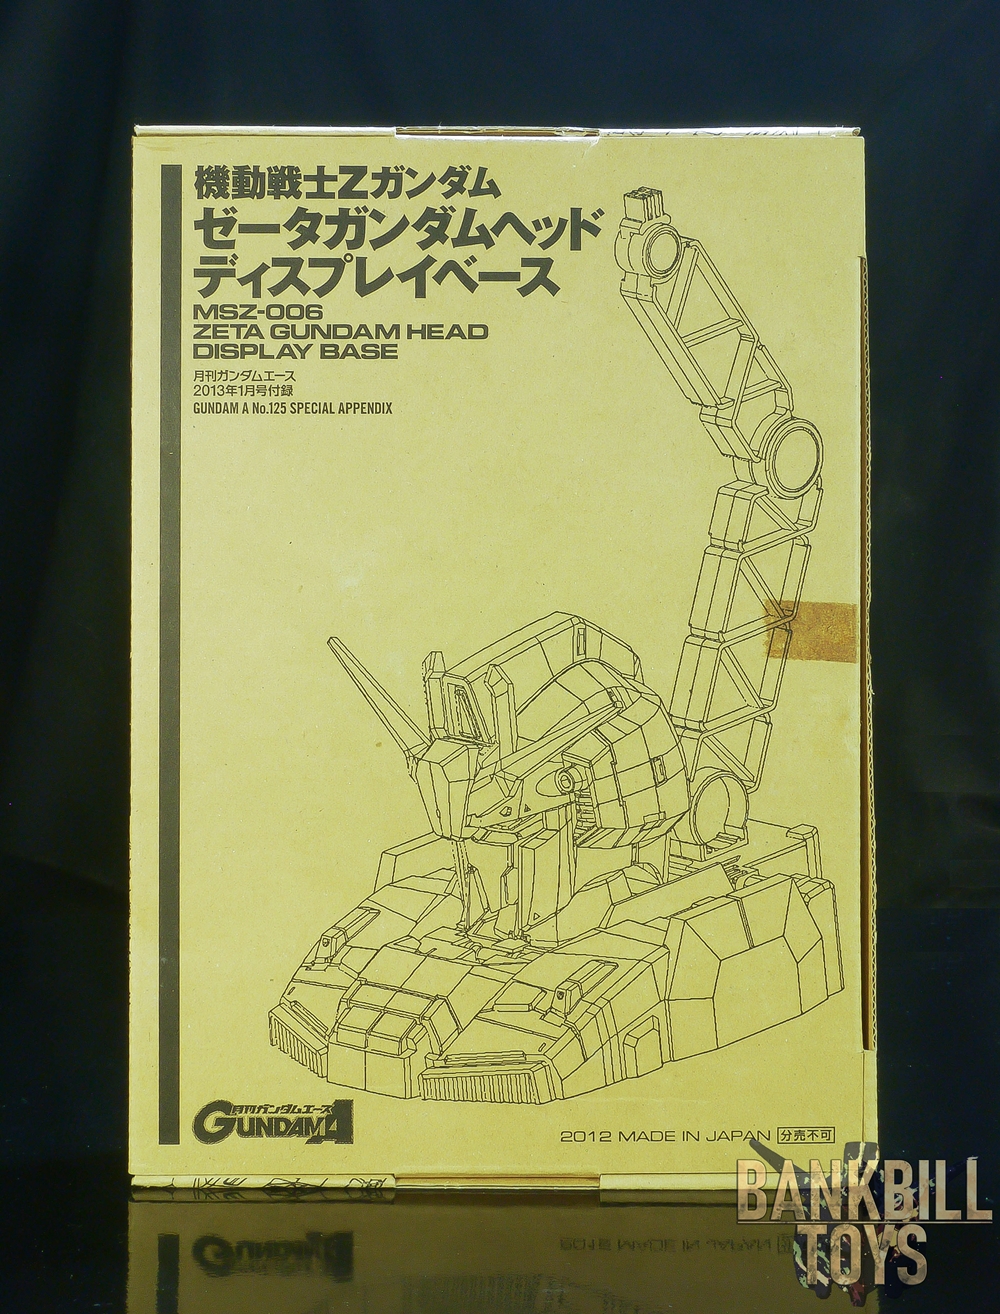 機動戦士Zガンダム
ゼータガンダムヘッド
ディスプレイベース
MSZ-006
ZETA GUNDAM HEAD
DISPLAY BASE
月刊ガンダムエース
2013年1月号付録
GUNDAM A No.125 SPECIAL APPENDIX
月刊ガンダムエース
GUNDAM A
2012 MADE IN JAPAN 分売不可
BANKBILL
TOYS